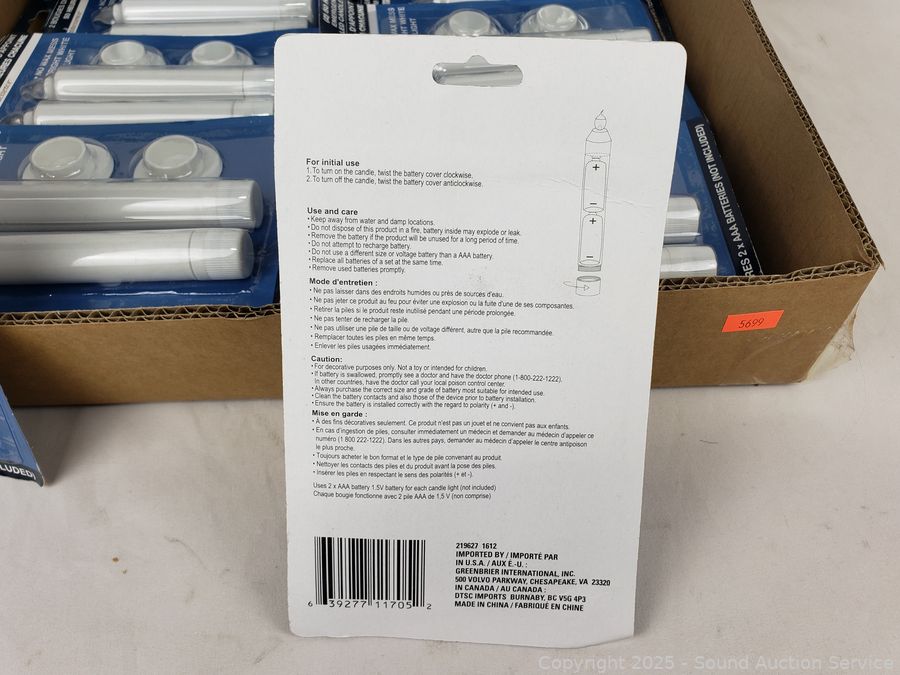 NO WAX MESS
BRIGHT WHITE
LIGHT
2 x AAA BATTERIES (NOT INCLUDED)
5699
For initial use
1. To turn on the candle, twist the battery cover clockwise.
2. To turn off the candle, twist the battery cover anticlockwise.
Use and care
• Keep away from water and damp locations.
• Do not dispose of this product in a fire, battery inside may explode or leak.
• Remove the battery if the product will be unused for a long period of time.
• Do not attempt to recharge battery.
• Do not use a different size or voltage battery than a AAA battery.
• Replace all batteries of a set at the same time.
• Remove used batteries promptly.
Mode d'entretien :
• Ne pas laisser dans des endroits humides ou près de sources d'eau.
• Ne pas jeter ce produit au feu pour éviter une explosion ou la fuite d'une de ses composantes.
• Retirer la piles si le produit reste inutilisé pendant une période prolongée.
• Ne pas tenter de recharger la pile.
• Ne pas utiliser une pile de taille ou de voltage différent, autre que la pile recommandée.
• Remplacer toutes les piles en même temps.
• Enlever les piles usagées immédiatement.
Caution:
• For decorative purposes only. Not a toy or intended for children.
• If battery is swallowed, promptly see a doctor and have the doctor phone (1-800-222-1222).
In other countries, have the doctor call your local poison control center.
• Always purchase the correct size and grade of battery most suitable for intended use.
• Clean the battery contacts and also those of the device prior to battery installation.
• Ensure the battery is installed correctly with the regard to polarity (+ and -).
Mise en garde :
• A des fins décoratives seulement. Ce produit n'est pas un jouet et ne convient pas aux enfants.
• En cas d'ingestion de piles, consulter immédiatement un médecin et demander au médecin d'appeler ce
numéro (1 800 222-1222). Dans les autres pays, demander au médecin d'appeler le centre antipoison
le plus proche.
• Toujours acheter le bon format et le type de pile convenant au produit.
• Nettoyer les contacts des piles et du produit avant la pose des piles.
• Insérer les piles en respectant le sens des polarités (+ et -).
Uses 2 x AAA battery 1.5V battery for each candle light (not included)
Chaque bougie fonctionne avec 2 pile AAA de 1,5 V (non comprise)
6 39277 11705 2
219627 1612
IMPORTED BY / IMPORTÉ PAR
IN U.S.A. / AUX É.-U. :
GREENBRIER INTERNATIONAL, INC.
500 VOLVO PARKWAY, CHESAPEAKE, VA 23320
IN CANADA / AU CANADA :
DTSC IMPORTS BURNABY, BC V5G 4P3
MADE IN CHINA / FABRIQUÉ EN CHINE
Copyright 2025 - Sound Auction Service